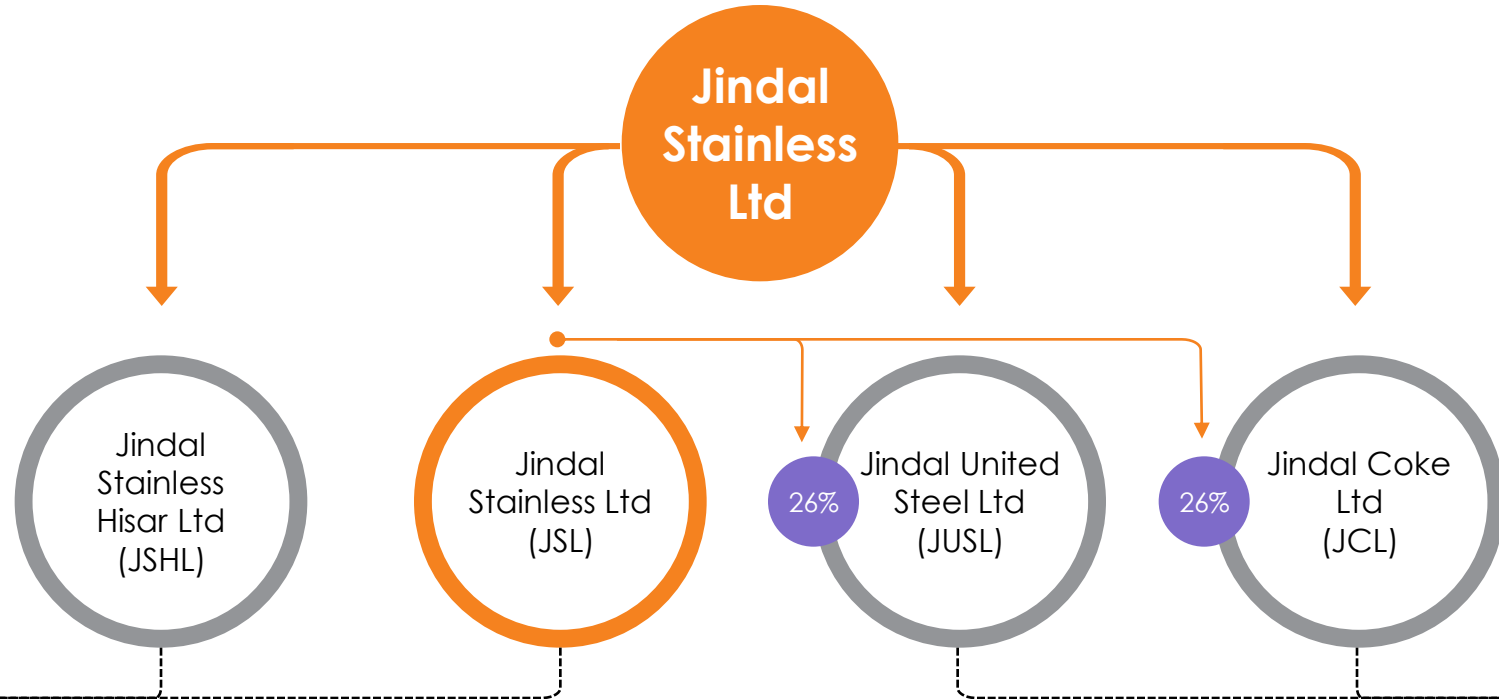 Jindal
Stainless
Ltd
Jindal
Stainless
Hisar Ltd
(JSHL)
Jindal
Stainless Ltd
(JSL)
26%
Jindal United
Steel Ltd
(JUSL)
26%
Jindal Coke
Ltd
(JCL)